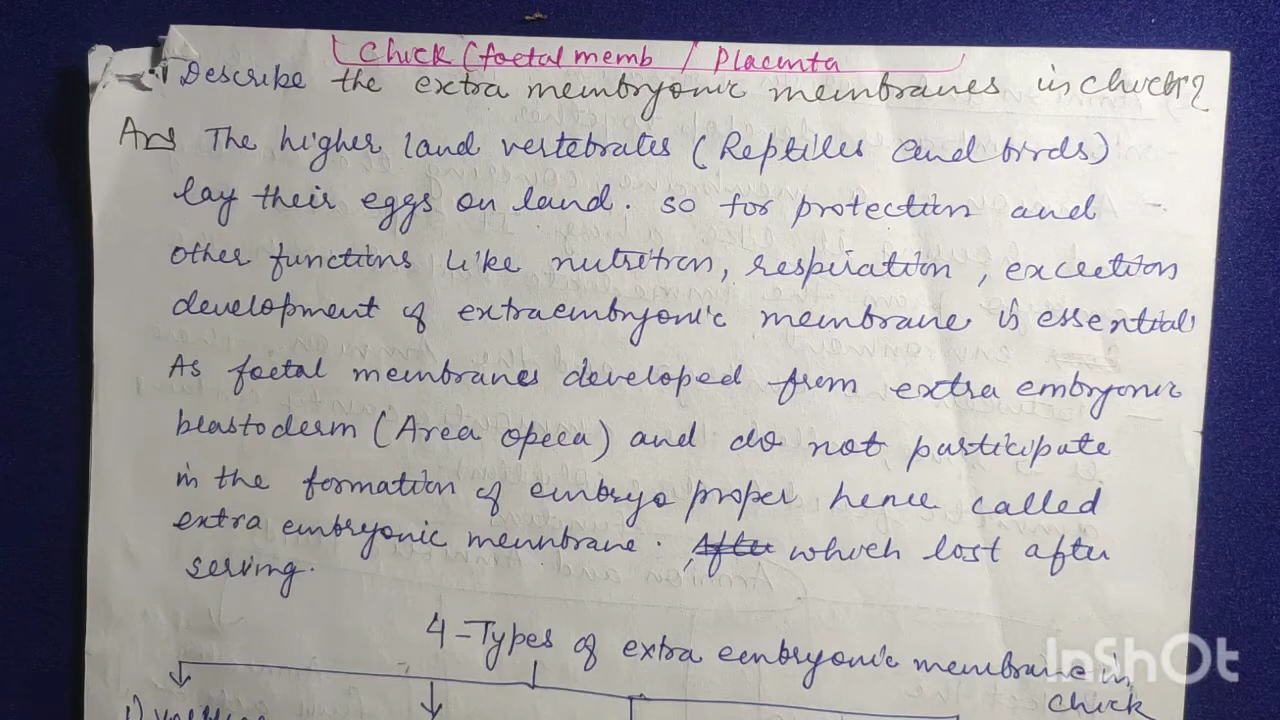 Chick (foetal memb / Placenta
Describe the extra membryonic membranes in chick?
Ans The higher land vertebrates (Reptiles and birds)
lay their eggs on land. so for protection and
other functions like nutrition, respiration, excretion
development of extraembryonic membrane is essential
As foetal membranes developed from extra embryonic
blastoderm (Area opeca) and do not participate
in the formation of embryo proper hence called
extra embryonic membrane. After which lost after
serving.
4-Types of extra embryonic membrane in
chick
1)
InShOt